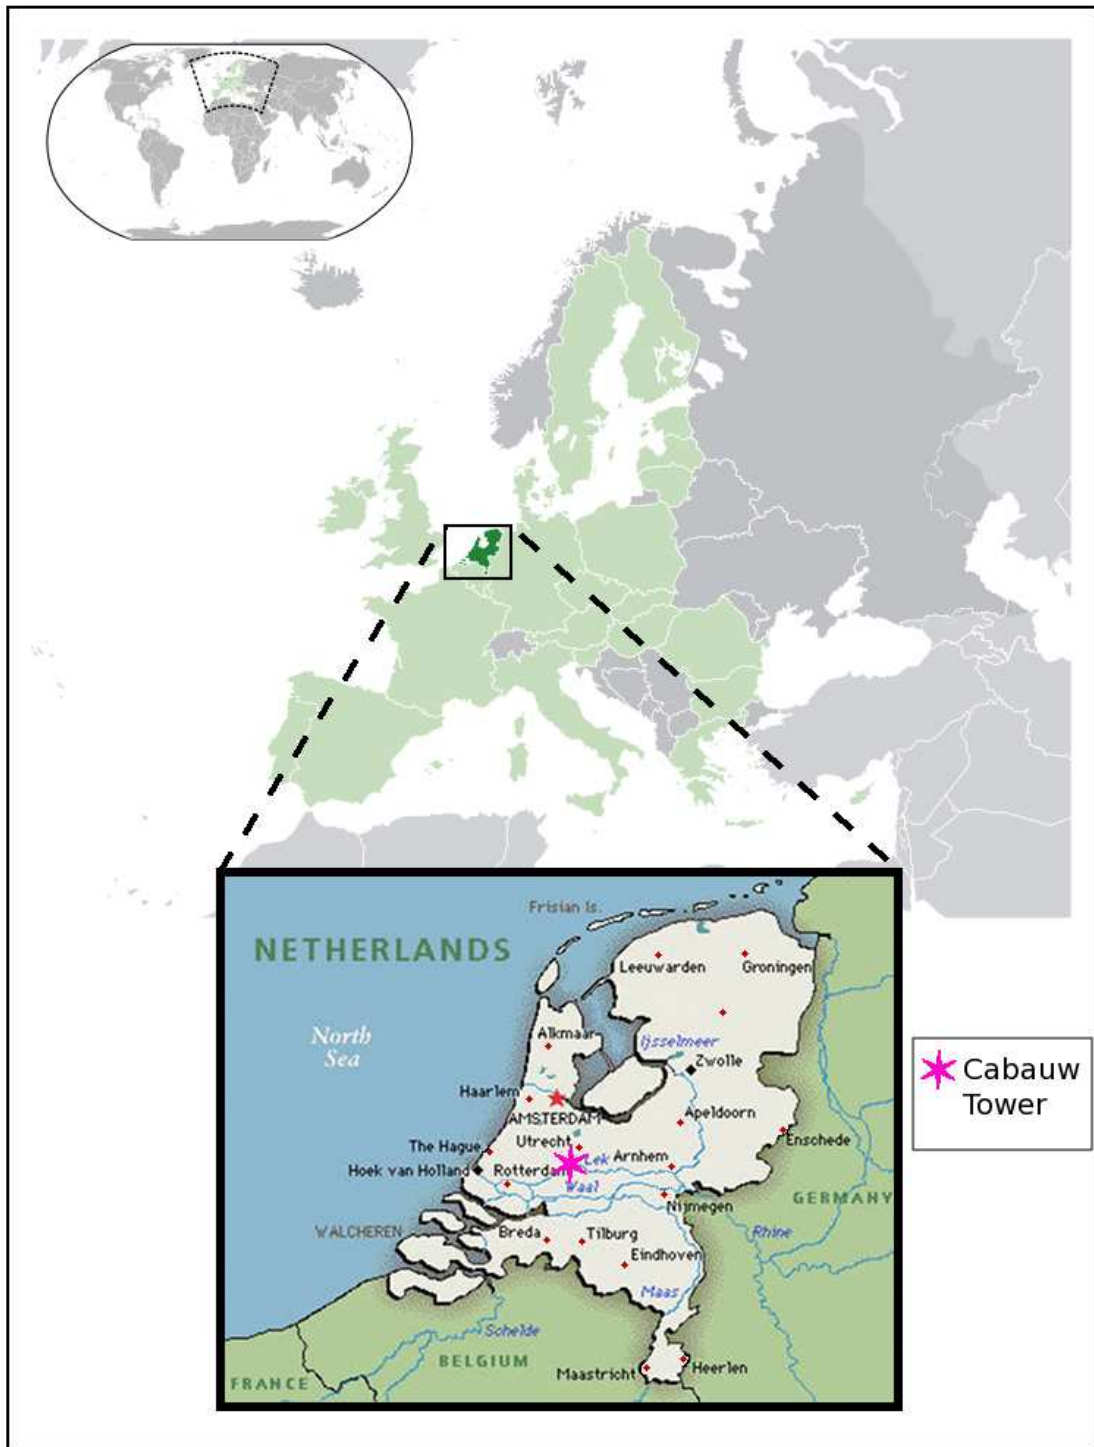 Frisian Is.
NETHERLANDS
Leeuwarden
Groningen
North
Sea
Alkmaar
Ijsselmeer
Zwolle
Haarlem
AMSTERDAM
Apeldoorn
Utrecht
Enschede
The Hague
Lek
Arnhem
Hoek van Holland
Rotterdam
Waal
Nijmegen
GERMANY
WALCHEREN
Breda
Tilburg
Rhine
Eindhoven
Maas
Schelde
BELGIUM
Maastricht
Heerlen
FRANCE
Cabauw
Tower